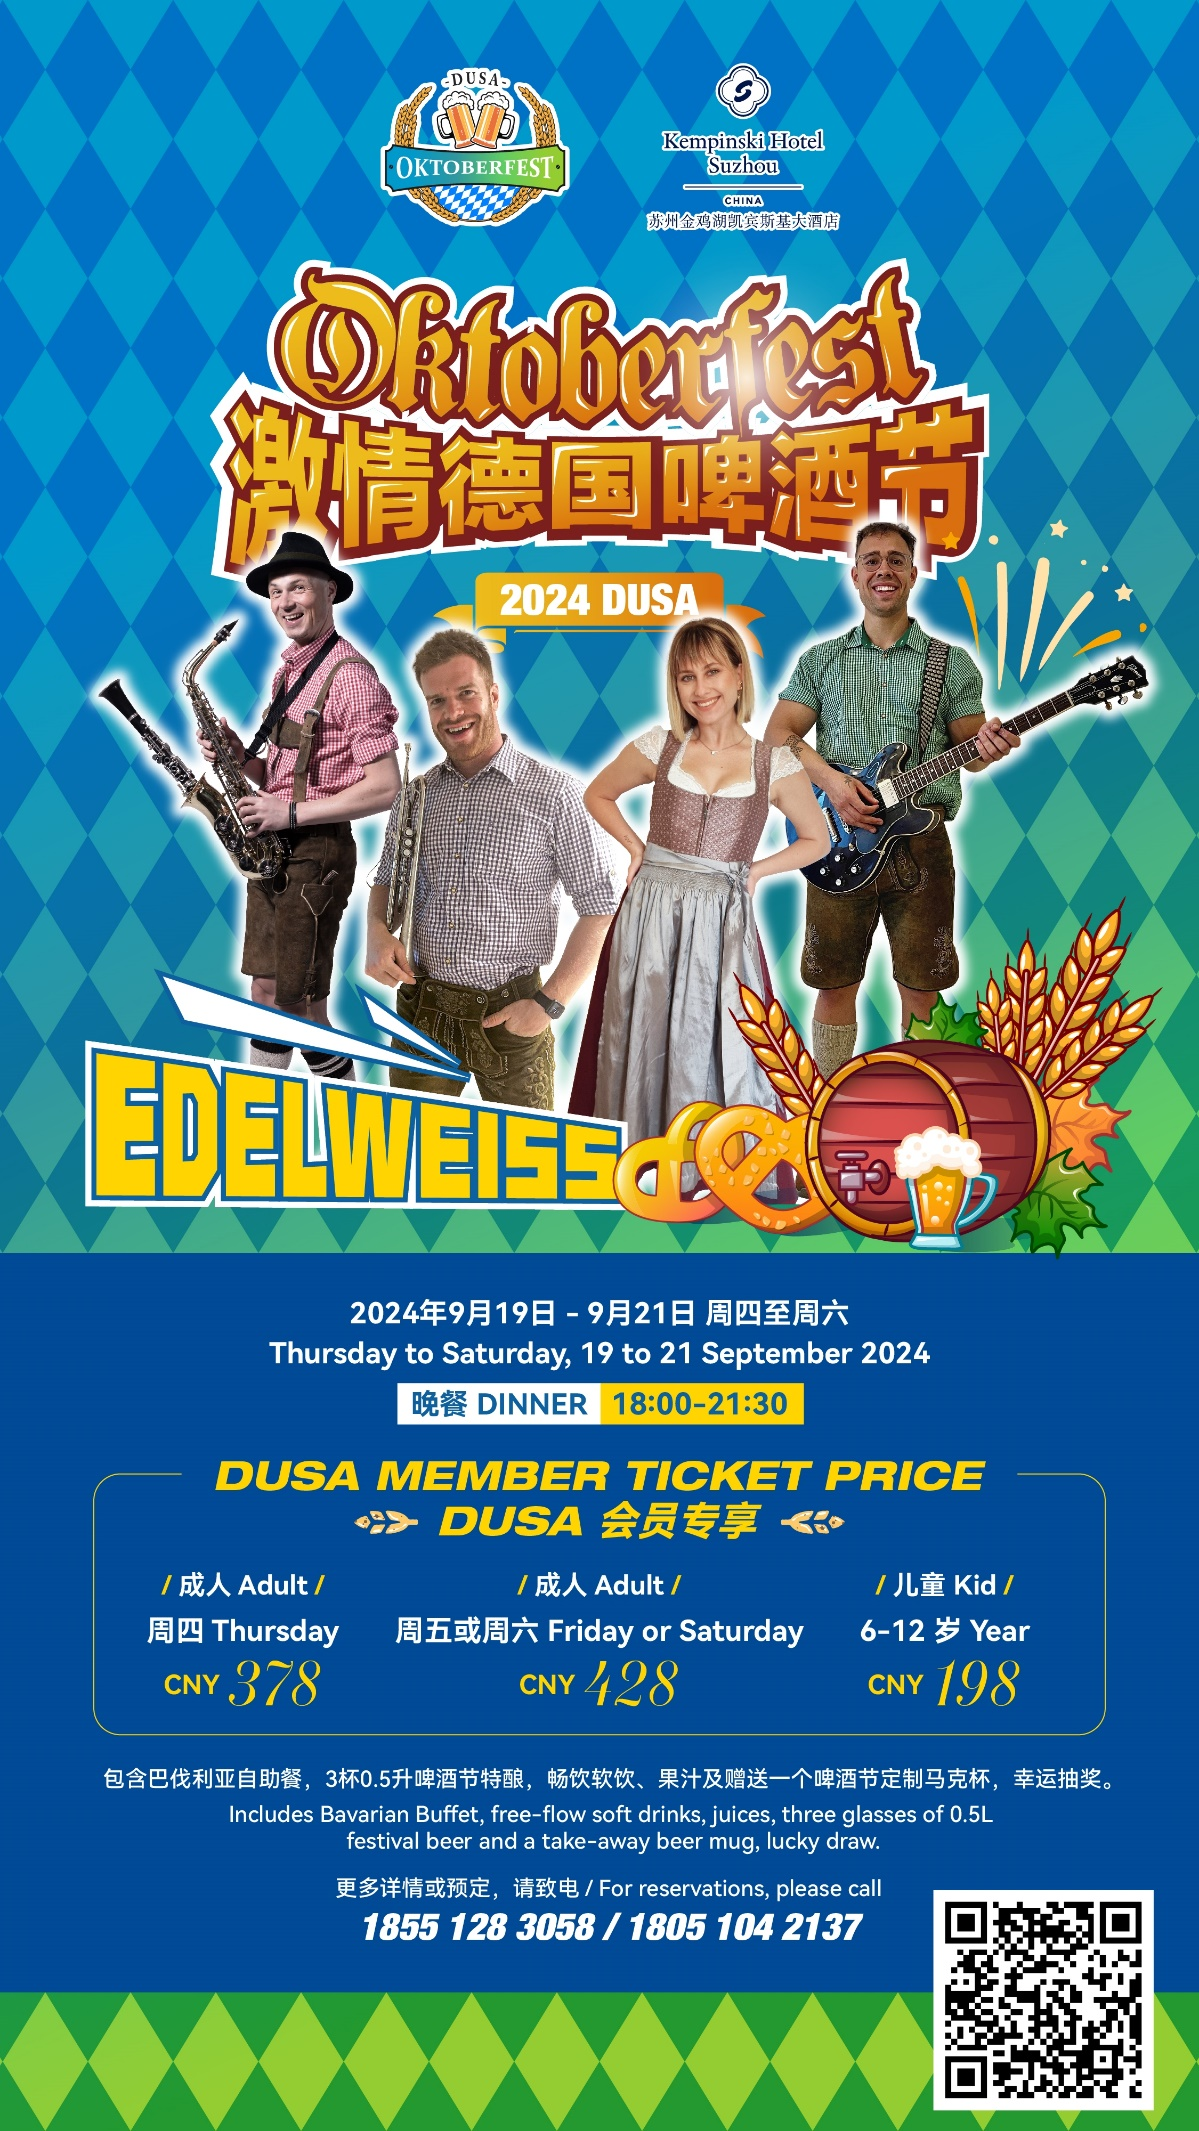 -DUSA-
OKTOBERFEST
Kempinski Hotel
Suzhou
CHINA
苏州金鸡湖凯宾斯基大酒店
Oktoberfest
激情德国啤酒节
2024 DUSA
EDELWEISS
2024年9月19日 - 9月21日 周四至周六
Thursday to Saturday, 19 to 21 September 2024
晚餐 DINNER 18:00-21:30
DUSA MEMBER TICKET PRICE
DUSA 会员专享
/ 成人 Adult /
周四 Thursday
CNY 378
/ 成人 Adult /
周五或周六 Friday or Saturday
CNY 428
/ 儿童 Kid /
6-12 岁 Year
CNY 198
包含巴伐利亚自助餐，3杯0.5升啤酒节特酿，畅饮软饮、果汁及赠送一个啤酒节定制马克杯，幸运抽奖。
Includes Bavarian Buffet, free-flow soft drinks, juices, three glasses of 0.5L
festival beer and a take-away beer mug, lucky draw.
更多详情或预定，请致电 / For reservations, please call
1855 128 3058 / 1805 104 2137